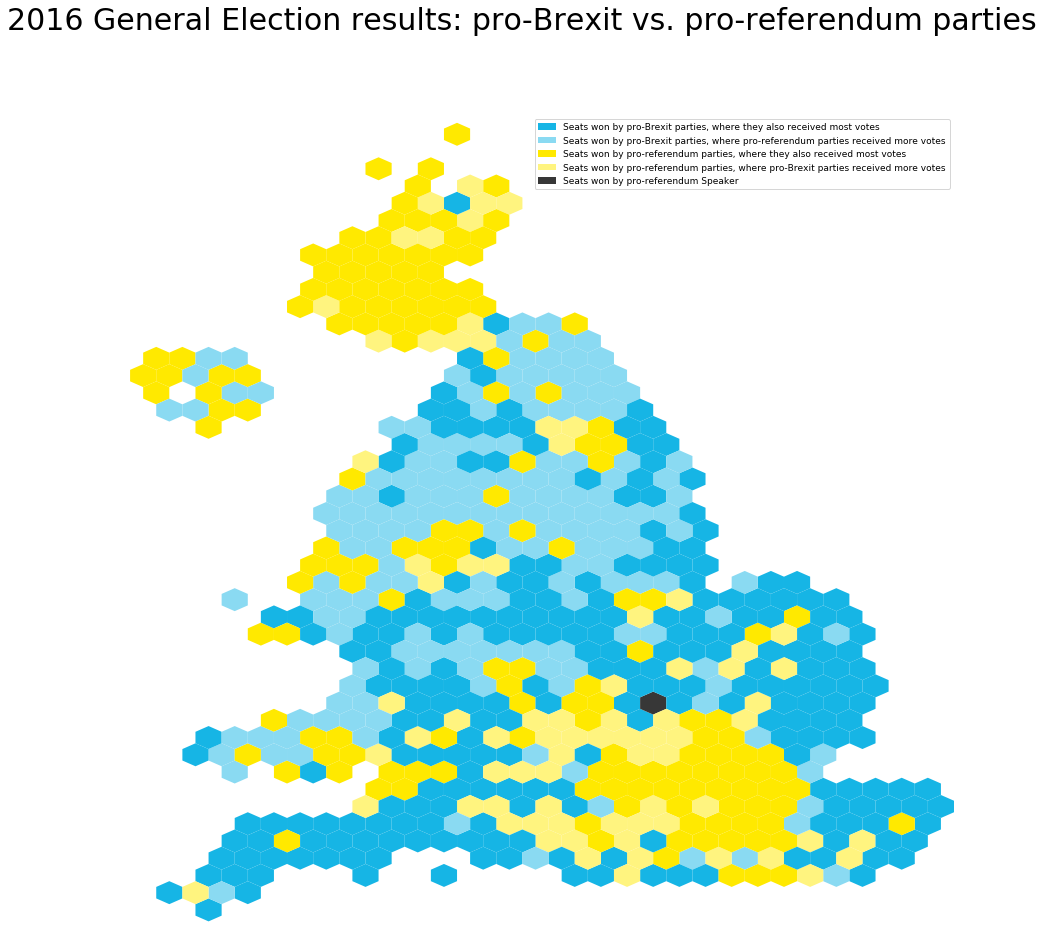 2016 General Election results: pro-Brexit vs. pro-referendum parties
Seats won by pro-Brexit parties, where they also received most votes
Seats won by pro-Brexit parties, where pro-referendum parties received more votes
Seats won by pro-referendum parties, where they also received most votes
Seats won by pro-referendum parties, where pro-Brexit parties received more votes
Seats won by pro-referendum Speaker